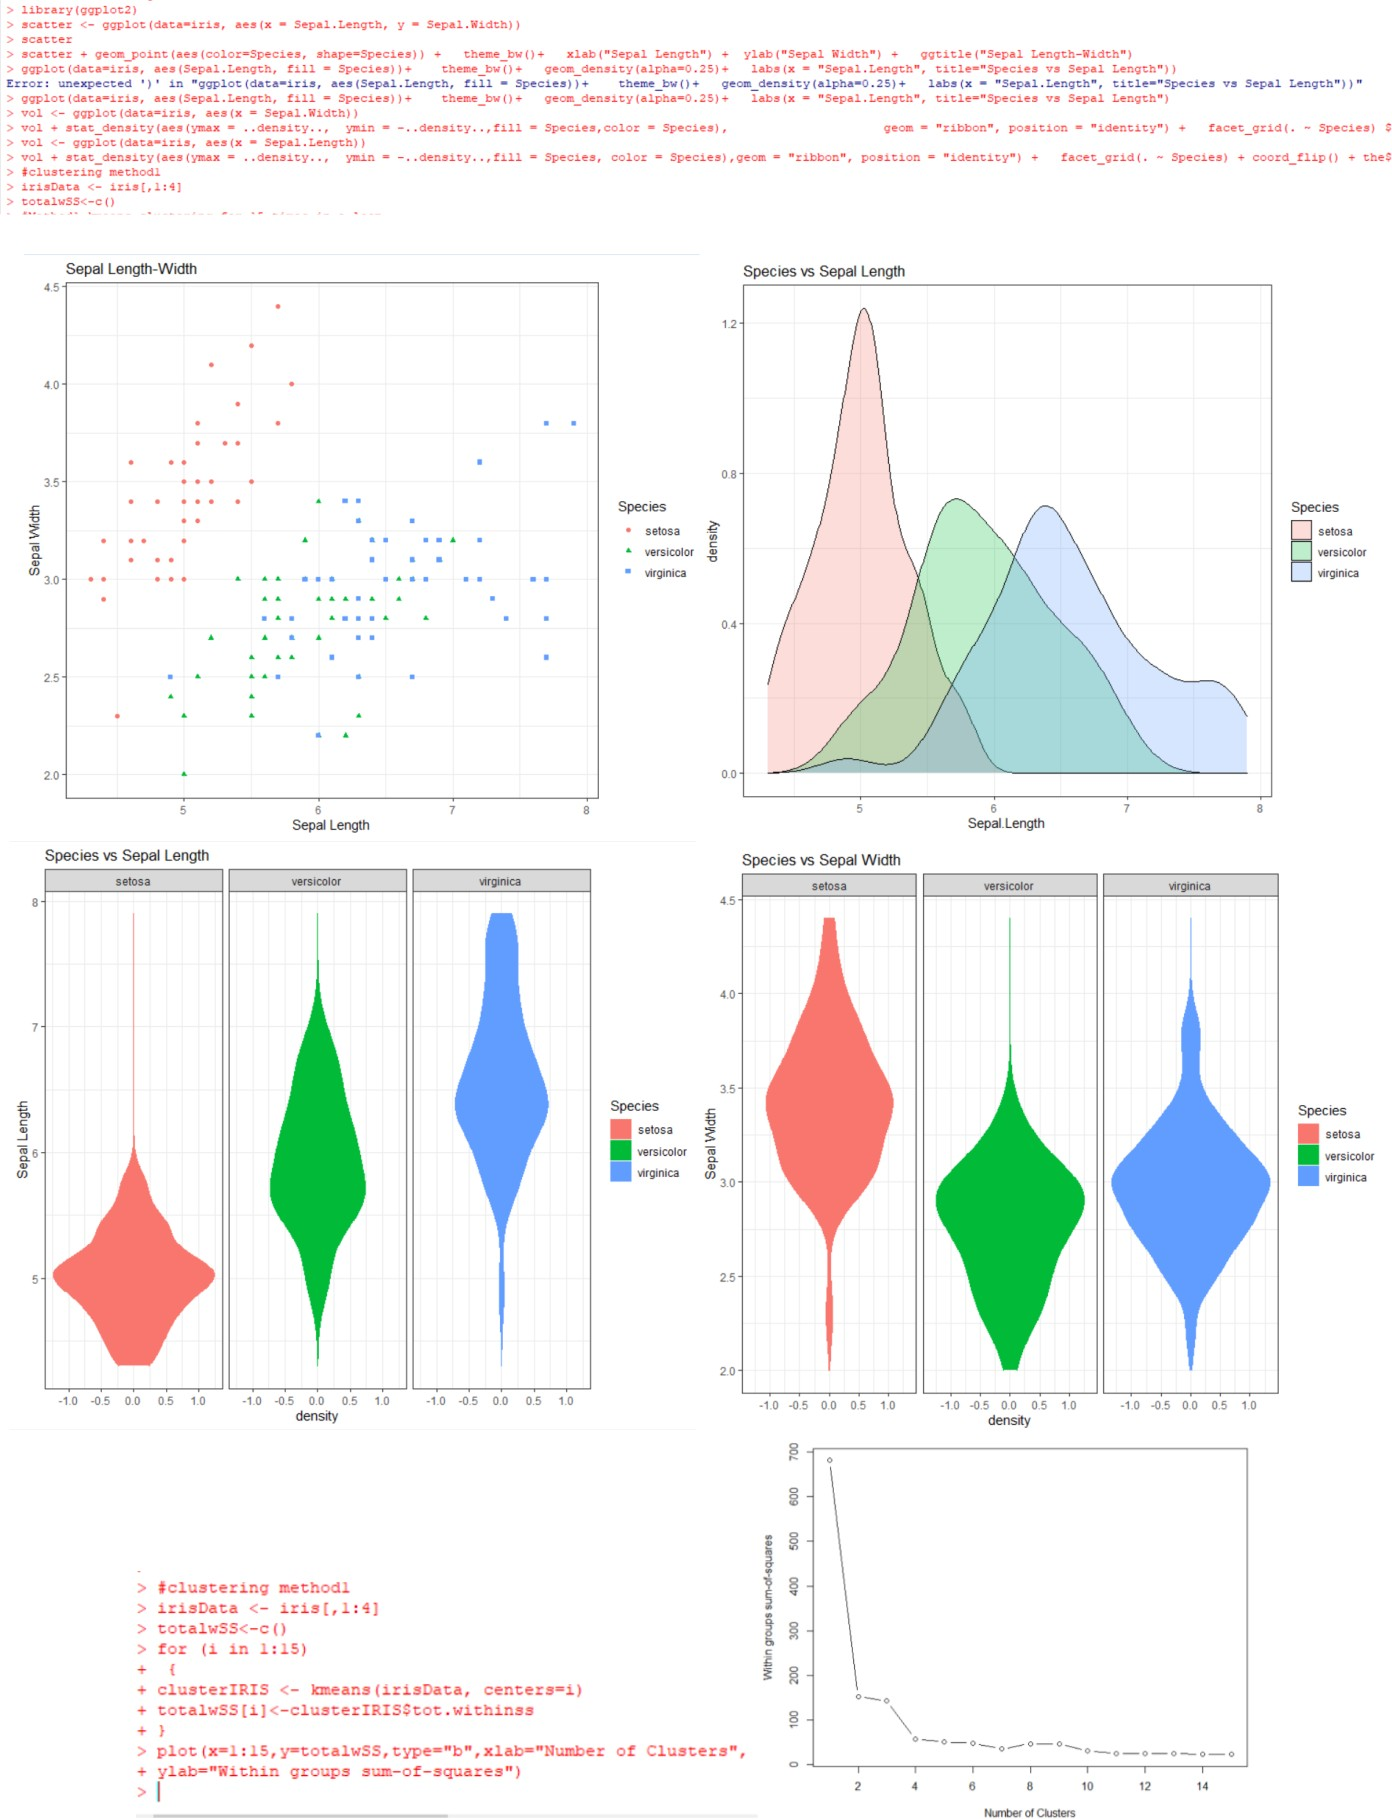 > library(ggplot2)
> scatter <- ggplot(data=iris, aes(x = Sepal.Length, y = Sepal.Width))
> scatter
> scatter + geom_point(aes(color=Species, shape=Species)) +   theme_bw()+   xlab("Sepal Length") +  ylab("Sepal Width") +   ggtitle("Sepal Length-Width")
> ggplot(data=iris, aes(Sepal.Length, fill = Species))+    theme_bw()+   geom_density(alpha=0.25)+   labs(x = "Sepal.Length", title="Species vs Sepal Length"))
Error: unexpected ')' in "ggplot(data=iris, aes(Sepal.Length, fill = Species))+    theme_bw()+   geom_density(alpha=0.25)+   labs(x = "Sepal.Length", title="Species vs Sepal Length"))"
> ggplot(data=iris, aes(Sepal.Length, fill = Species))+    theme_bw()+   geom_density(alpha=0.25)+   labs(x = "Sepal.Length", title="Species vs Sepal Length")
> vol <- ggplot(data=iris, aes(x = Sepal.Width))
> vol + stat_density(aes(ymax = ..density..,  ymin = -..density..,fill = Species,color = Species),                    geom = "ribbon", position = "identity") +   facet_grid(. ~ Species) $
> vol <- ggplot(data=iris, aes(x = Sepal.Length))
> vol + stat_density(aes(ymax = ..density..,  ymin = -..density..,fill = Species, color = Species),geom = "ribbon", position = "identity") +   facet_grid(. ~ Species) + coord_flip() + the$
> #clustering method1
> irisData <- iris[,1:4]
> totalwSS<-c()
Sepal Length-Width
4.5
4.0
3.5
3.0
2.5
2.0
Sepal Width
5 6 7 8
Sepal Length
Species
setosa
versicolor
virginica
Species vs Sepal Length
1.2
0.8
0.4
0.0
density
5 6 7 8
Sepal.Length
Species
setosa
versicolor
virginica
Species vs Sepal Length
setosa versicolor virginica
8
7
6
5
Sepal Length
-1.0 -0.5 0.0 0.5 1.0 -1.0 -0.5 0.0 0.5 1.0 -1.0 -0.5 0.0 0.5 1.0
density
Species
setosa
versicolor
virginica
Species vs Sepal Width
setosa versicolor virginica
4.5
4.0
3.5
3.0
2.5
2.0
Sepal Width
-1.0 -0.5 0.0 0.5 1.0 -1.0 -0.5 0.0 0.5 1.0 -1.0 -0.5 0.0 0.5 1.0
density
Species
setosa
versicolor
virginica
> #clustering method1
> irisData <- iris[,1:4]
> totalwSS<-c()
> for (i in 1:15)
+  {
+ clusterIRIS <- kmeans(irisData, centers=i)
+ totalwSS[i]<-clusterIRIS$tot.withinss
+ }
> plot(x=1:15,y=totalwSS,type="b",xlab="Number of Clusters",
+ ylab="Within groups sum-of-squares")
>
700
600
500
400
300
200
100
0
Within groups sum-of-squares
2 4 6 8 10 12 14
Number of Clusters